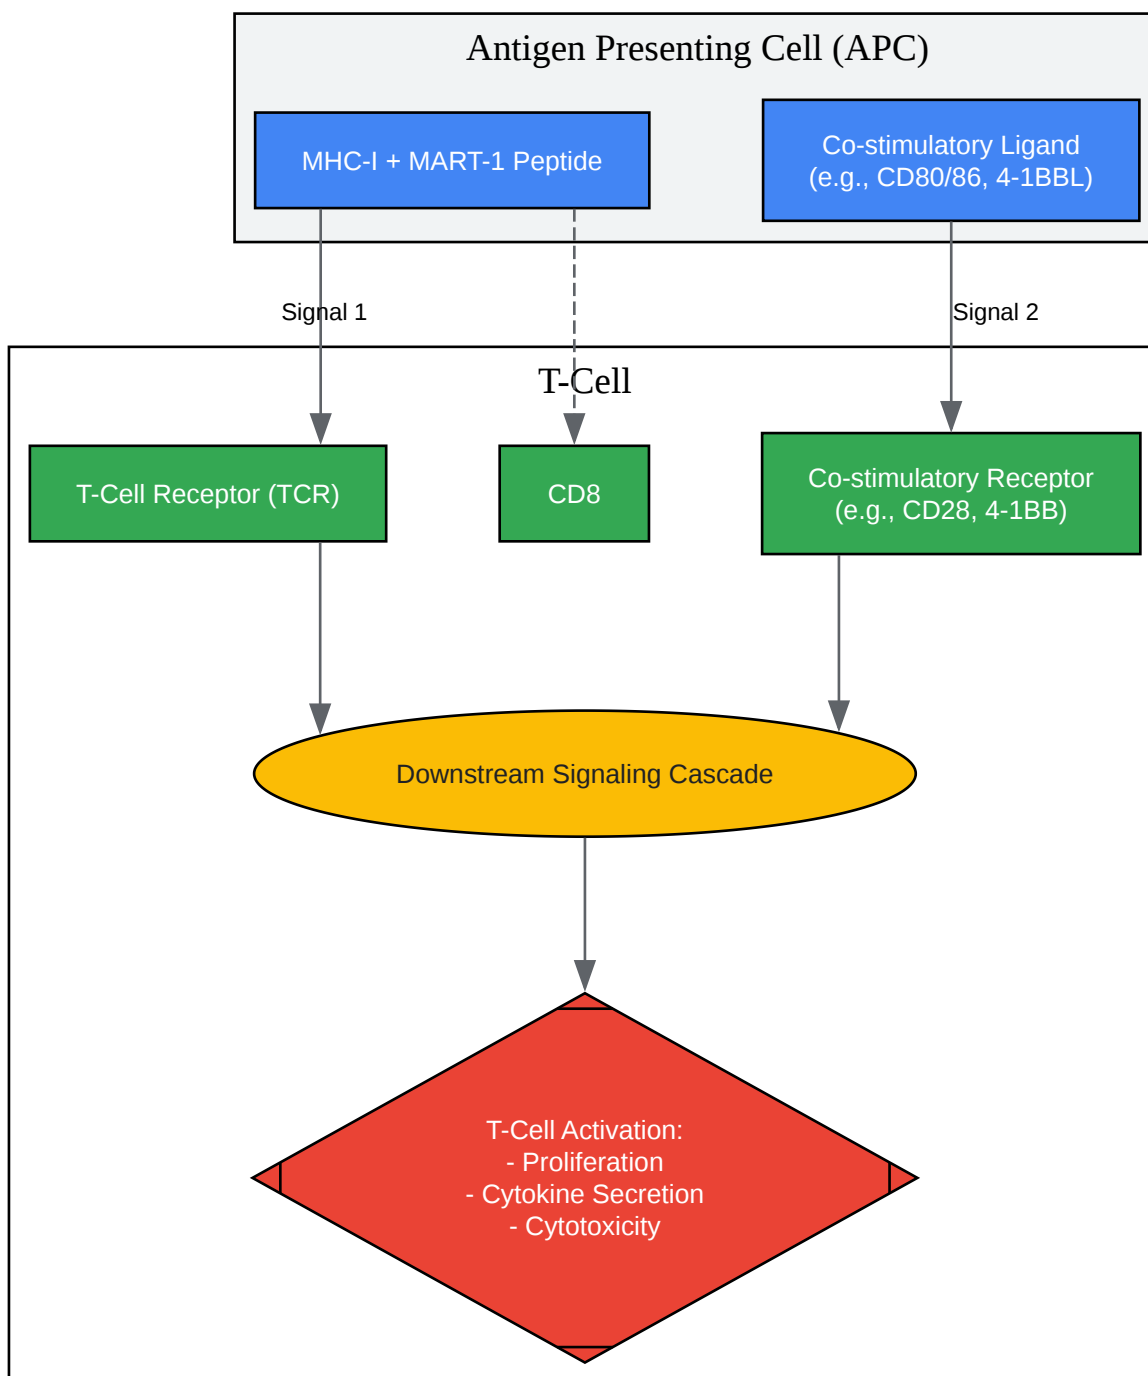 Antigen Presenting Cell (APC)
MHC-I + MART-1 Peptide
Co-stimulatory Ligand
(e.g., CD80/86, 4-1BBL)
Signal 1
Signal 2
T-Cell
T-Cell Receptor (TCR)
CD8
Co-stimulatory Receptor
(e.g., CD28, 4-1BB)
Downstream Signaling Cascade
T-Cell Activation:
- Proliferation
- Cytokine Secretion
- Cytotoxicity